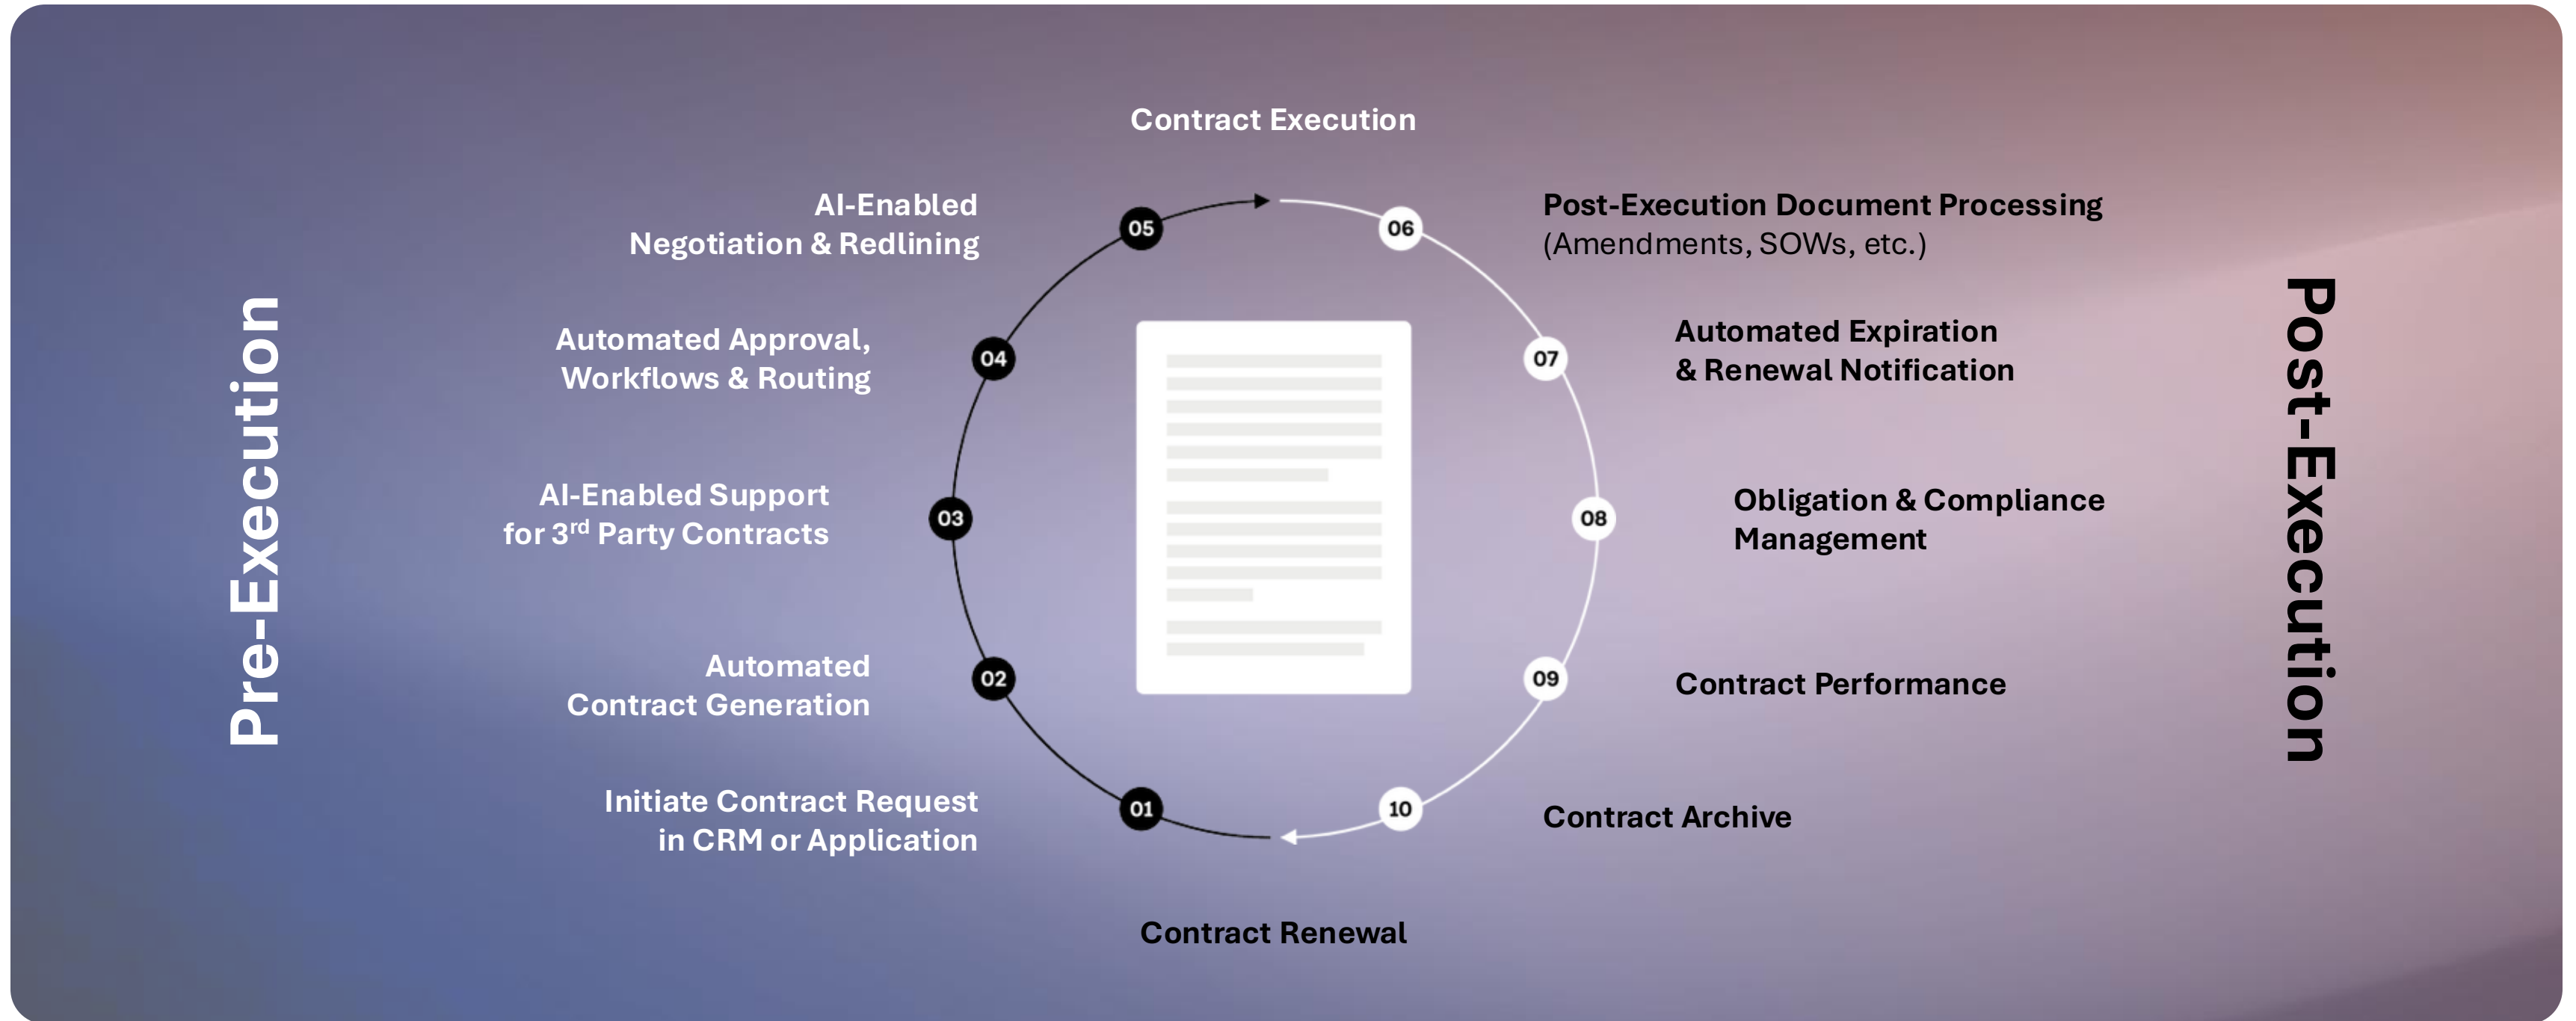 Contract Execution
Pre-Execution
AI-Enabled
Negotiation & Redlining
05
Automated Approval,
Workflows & Routing
04
AI-Enabled Support
for 3rd Party Contracts
03
Automated
Contract Generation
02
Initiate Contract Request
in CRM or Application
01
06
Post-Execution Document Processing
(Amendments, SOWs, etc.)
07
Automated Expiration
& Renewal Notification
08
Obligation & Compliance
Management
09
Contract Performance
10
Contract Archive
Post-Execution
Contract Renewal